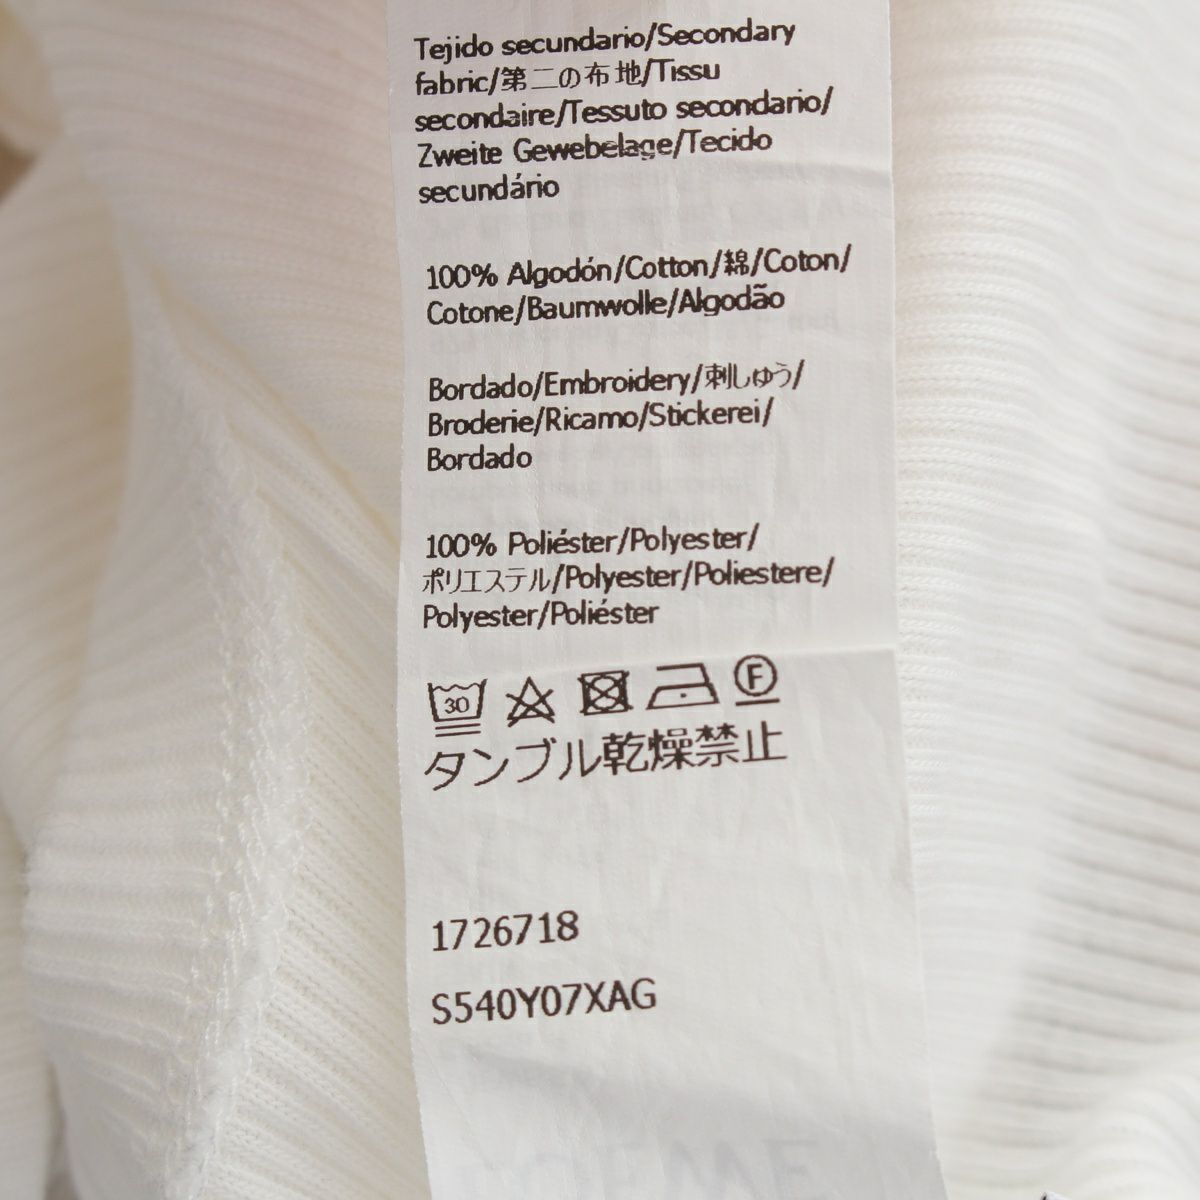 Tejido secundario/Secondary
fabric/第二の布地/Tissu
secondaire/Tessuto secondario/
Zweite Gewebelage/Tecido
secundário
100% Algodón/Cotton/綿/Coton/
Cotone/Baumwolle/Algodão
Bordado/Embroidery/刺しゅう/
Broderie/Ricamo/Stickerei/
Bordado
100% Poliéster/Polyester/
ポリエステル/Polyester/Poliestere/
Polyester/Poliéster
30 F
タンブル乾燥禁止
1726718
S540Y07XAG